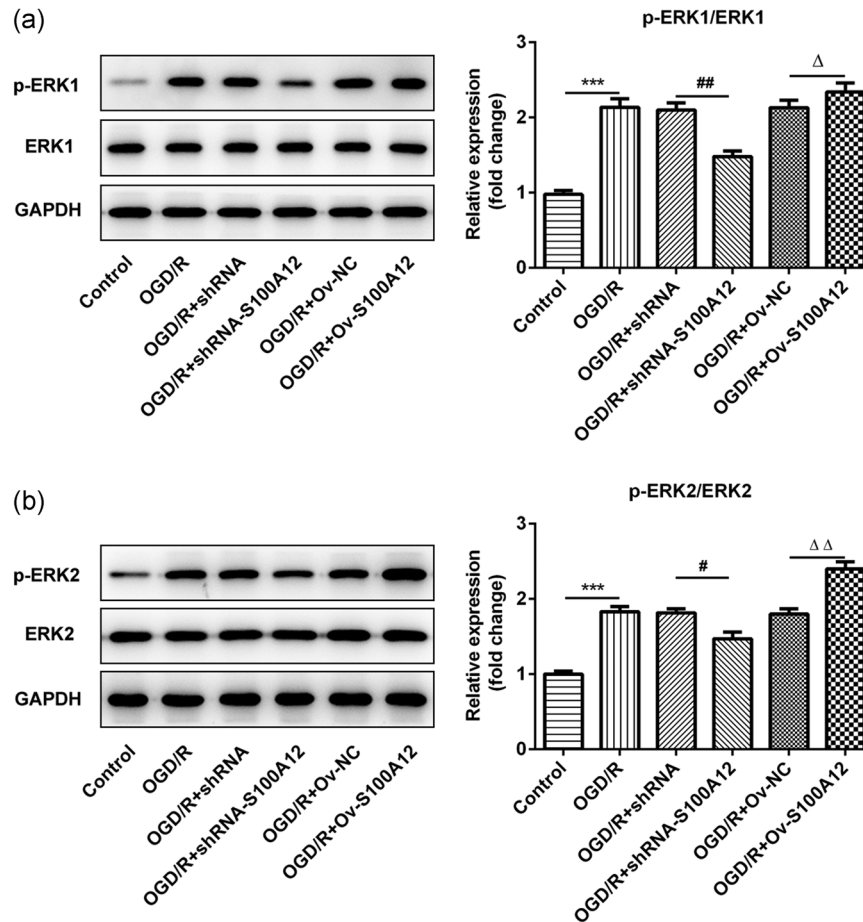 (a)
p-ERK1
ERK1
GAPDH
Control
OGD/R
OGD/R+shRNA
OGD/R+shRNA-S100A12
OGD/R+Ov-NC
OGD/R+Ov-S100A12
p-ERK1/ERK1
Relative expression
(fold change)
3
2
1
0
***
##
Δ
Control
OGD/R
OGD/R+shRNA
OGD/R+shRNA-S100A12
OGD/R+Ov-NC
OGD/R+Ov-S100A12
(b)
p-ERK2
ERK2
GAPDH
Control
OGD/R
OGD/R+shRNA
OGD/R+shRNA-S100A12
OGD/R+Ov-NC
OGD/R+Ov-S100A12
p-ERK2/ERK2
Relative expression
(fold change)
3
2
1
0
***
#
Δ Δ
Control
OGD/R
OGD/R+shRNA
OGD/R+shRNA-S100A12
OGD/R+Ov-NC
OGD/R+Ov-S100A12